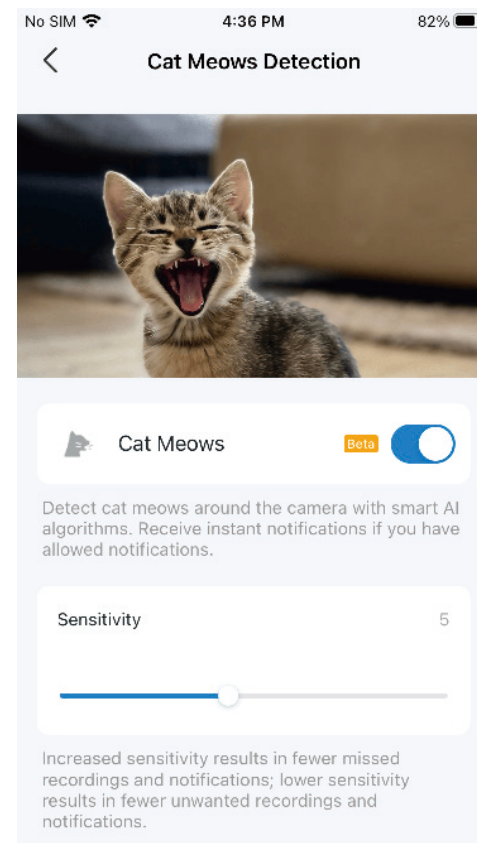 No SIM 4:36 PM 82%
Cat Meows Detection
Cat Meows Beta
Detect cat meows around the camera with smart AI
algorithms. Receive instant notifications if you have
allowed notifications.
Sensitivity 5
Increased sensitivity results in fewer missed
recordings and notifications; lower sensitivity
results in fewer unwanted recordings and
notifications.